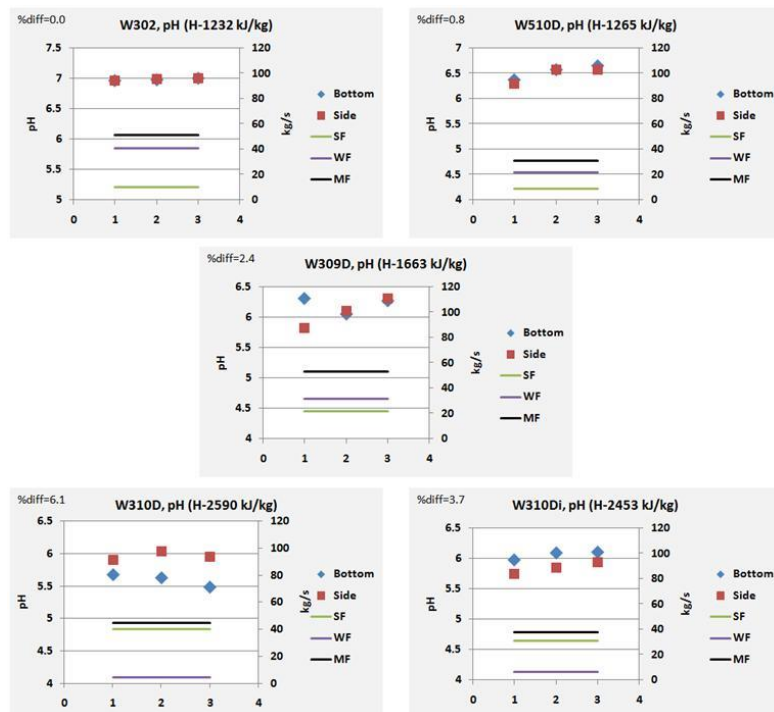 %diff=0.0
W302, pH (H-1232 kJ/kg)
7.5
7
6.5
6
5.5
5
pH
120
100
80
60
40
20
0
kg/s
0 1 2 3 4
Bottom
Side
SF
WF
MF
%diff=0.8
W510D, pH (H-1265 kJ/kg)
7
6.5
6
5.5
5
4.5
4
pH
120
100
80
60
40
20
0
kg/s
0 1 2 3 4
Bottom
Side
SF
WF
MF
%diff=2.4
W309D, pH (H-1663 kJ/kg)
6.5
6
5.5
5
4.5
4
pH
120
100
80
60
40
20
0
kg/s
0 1 2 3 4
Bottom
Side
SF
WF
MF
%diff=6.1
W310D, pH (H-2590 kJ/kg)
6.5
6
5.5
5
4.5
4
pH
120
100
80
60
40
20
0
kg/s
0 1 2 3 4
Bottom
Side
SF
WF
MF
%diff=3.7
W310Di, pH (H-2453 kJ/kg)
6.5
6
5.5
5
4.5
4
pH
120
100
80
60
40
20
0
kg/s
0 1 2 3 4
Bottom
Side
SF
WF
MF